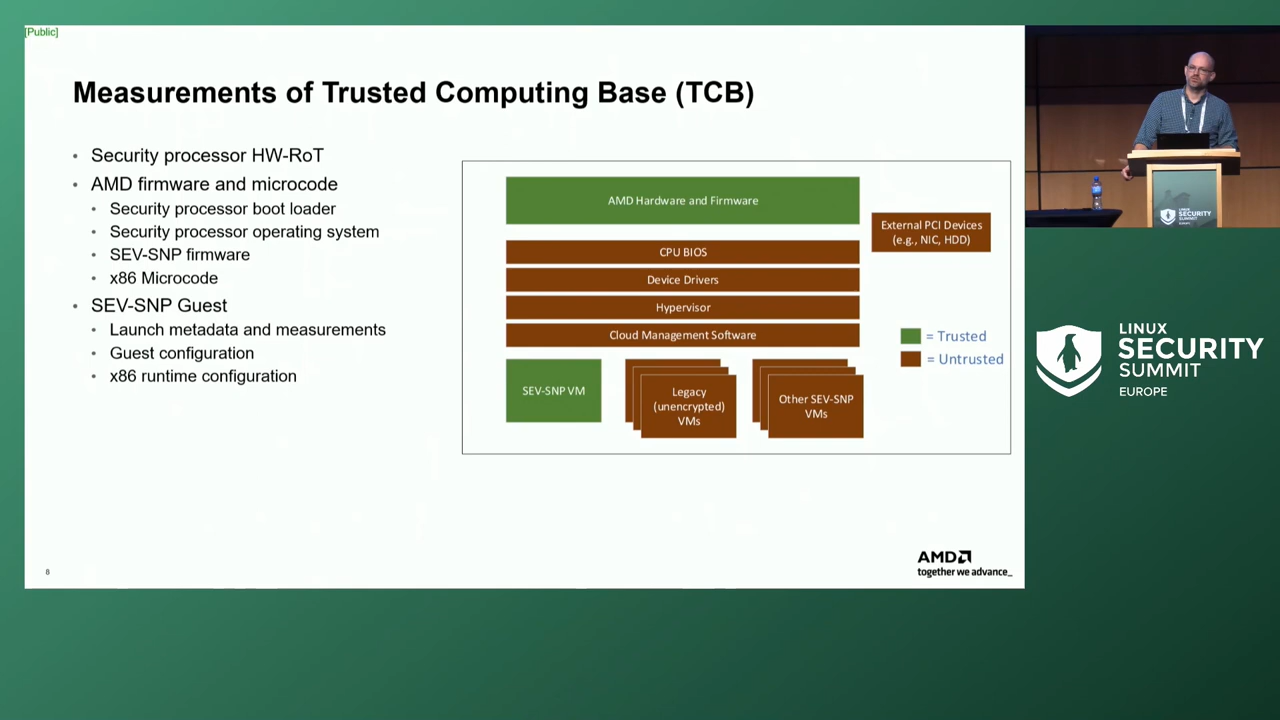 [Public]
Measurements of Trusted Computing Base (TCB)
• Security processor HW-RoT
• AMD firmware and microcode
• Security processor boot loader
• Security processor operating system
• SEV-SNP firmware
• x86 Microcode
• SEV-SNP Guest
• Launch metadata and measurements
• Guest configuration
• x86 runtime configuration
AMD Hardware and Firmware
External PCI Devices
(e.g., NIC, HDD)
CPU BIOS
Device Drivers
Hypervisor
Cloud Management Software
= Trusted
= Untrusted
SEV-SNP VM
Legacy
(unencrypted)
VMs
Other SEV-SNP
VMs
8
AMD
together we advance_
LINUX
SECURITY
SUMMIT
LINUX
SECURITY
SUMMIT
EUROPE